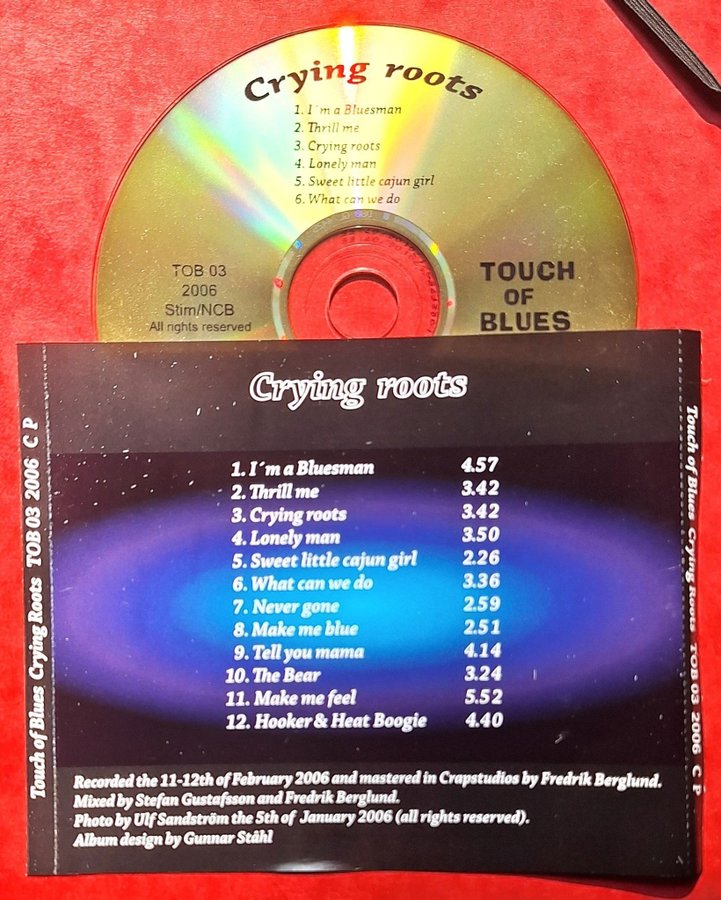 Crying roots
1. I´m a Bluesman
2. Thrill me
3. Crying roots
4. Lonely man
5. Sweet little cajun girl
6. What can we do
TOB 03
2006
Stim/NCB
All rights reserved
TOUCH
OF
BLUES
Crying roots
1. I´m a Bluesman 4.57
2. Thrill me 3.42
3. Crying roots 3.42
4. Lonely man 3.50
5. Sweet little cajun girl 2.26
6. What can we do 3.36
7. Never gone 2.59
8. Make me blue 2.51
9. Tell you mama 4.14
10. The Bear 3.24
11. Make me feel 5.52
12. Hooker & Heat Boogie 4.40
Recorded the 11-12th of February 2006 and mastered in Crapstudios by Fredrik Berglund.
Mixed by Stefan Gustafsson and Fredrik Berglund.
Photo by Ulf Sandström the 5th of January 2006 (all rights reserved).
Album design by Gunnar Ståhl
Touch of Blues Crying Roots TOB 03 2006 C P
Touch of Blues Crying Roots TOB 03 2006 C P